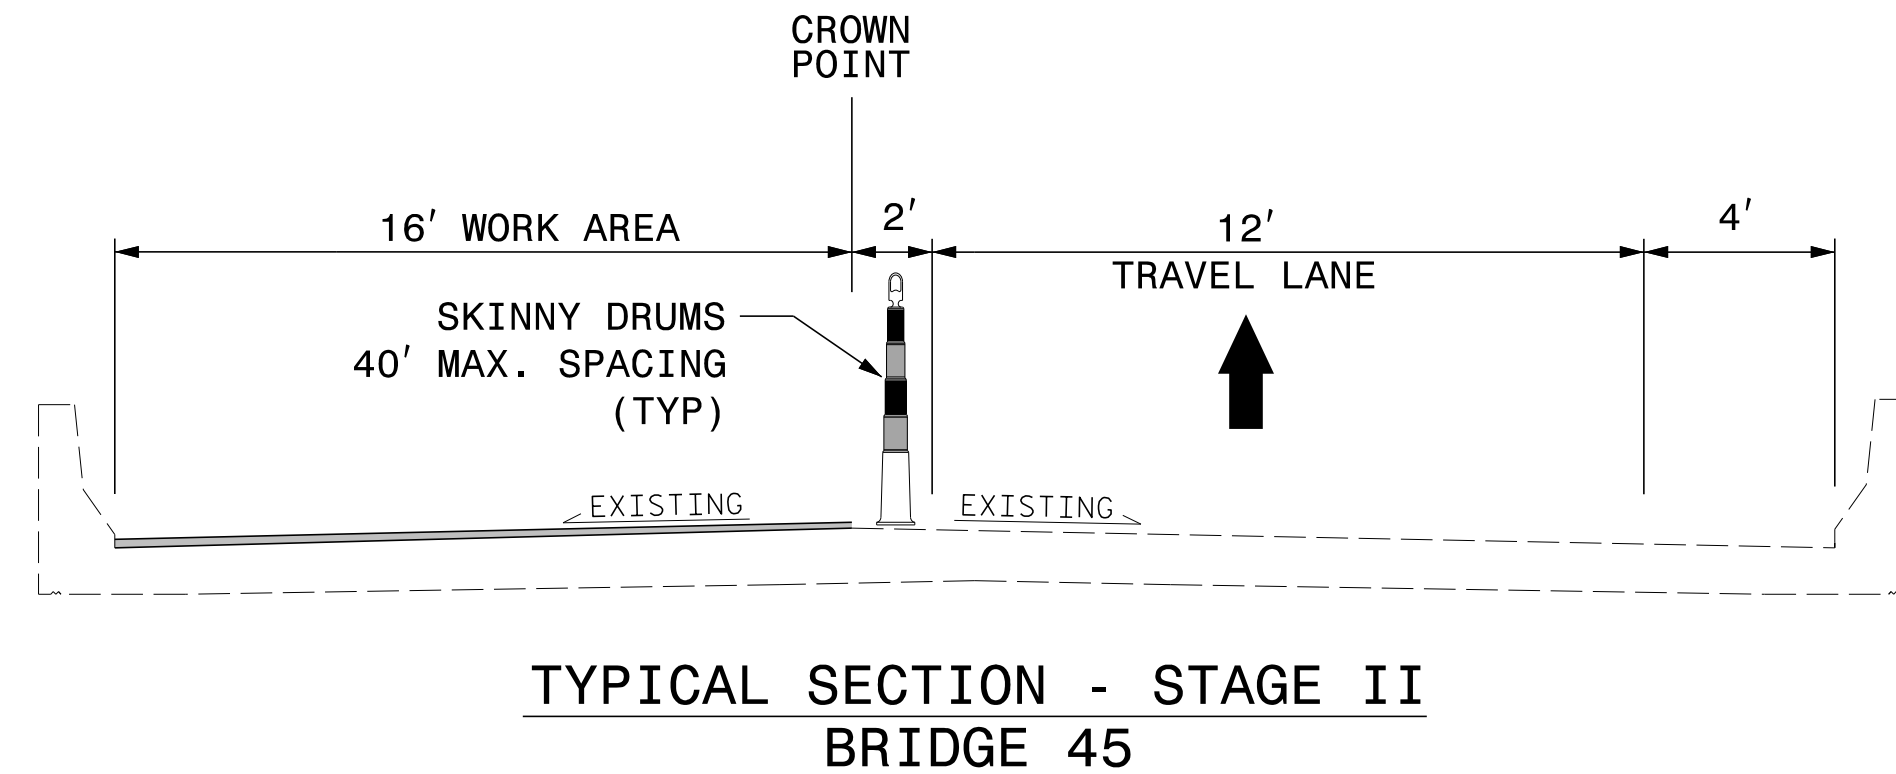 CROWN
POINT
16' WORK AREA
2'
12'
4'
TRAVEL LANE
SKINNY DRUMS
40' MAX. SPACING
(TYP)
EXISTING
EXISTING
TYPICAL SECTION - STAGE II
BRIDGE 45